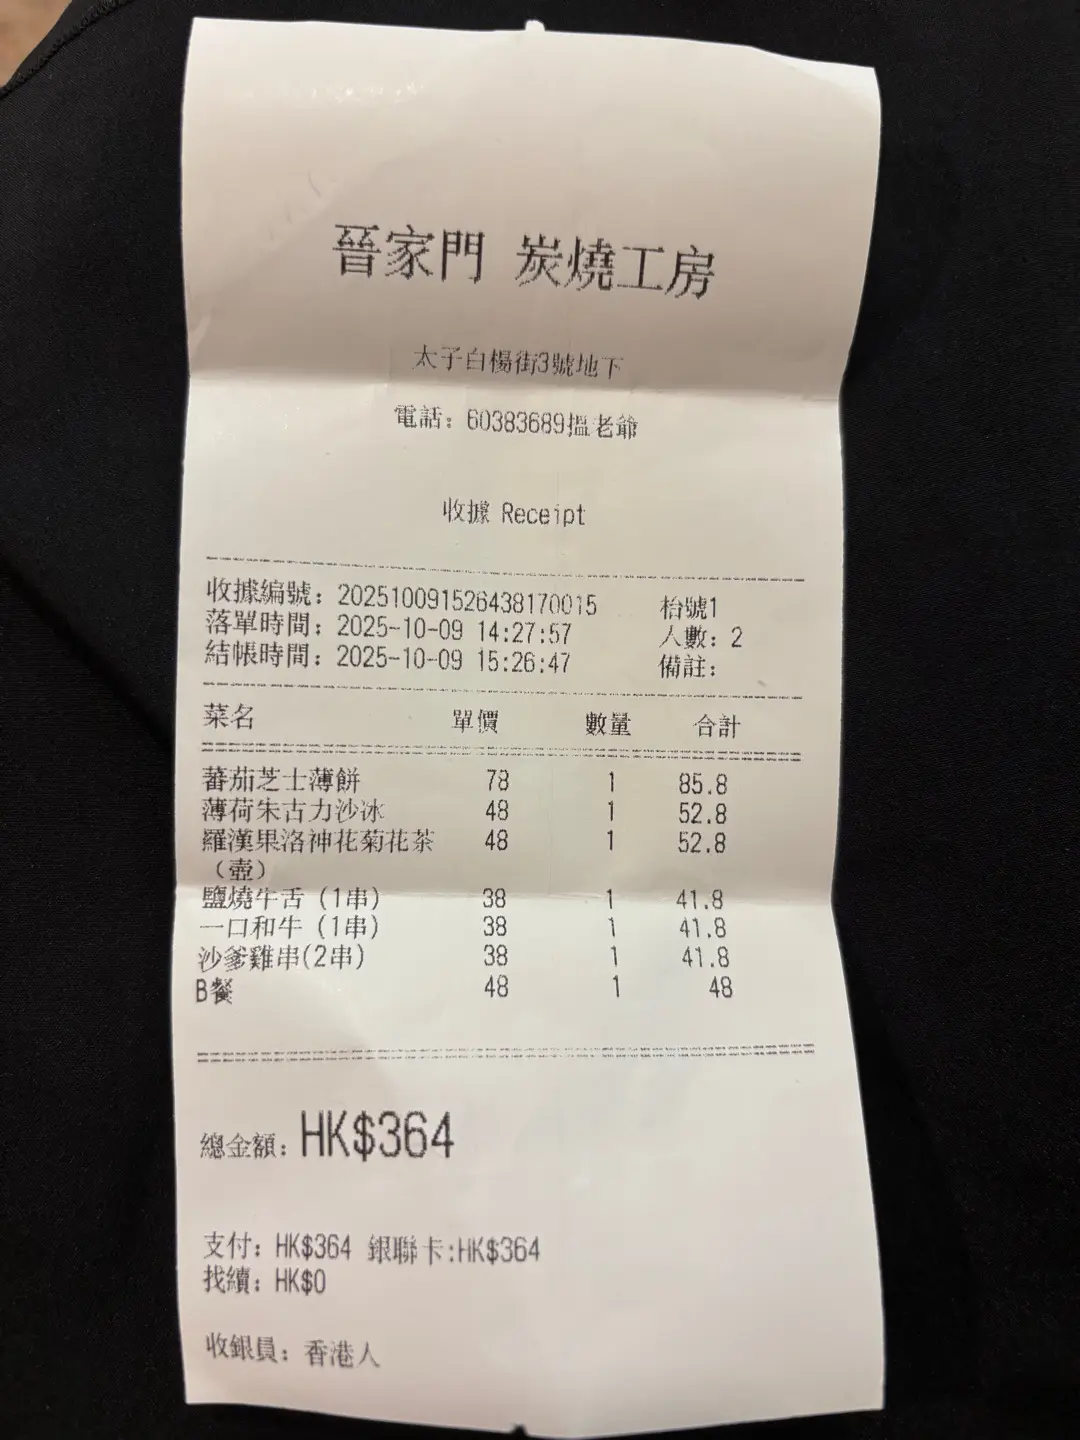 晉家門 炭燒工房
太子白楊街3號地下
電話：60383689搵老爺
收據 Receipt
收據編號：202510091526438170015 枱號1
落單時間：2025-10-09 14:27:57 人數：2
結帳時間：2025-10-09 15:26:47 備註：
菜名 單價 數量 合計
蕃茄芝士薄餅 78 1 85.8
薄荷朱古力沙冰 48 1 52.8
羅漢果洛神花菊花茶 48 1 52.8
（壺）
鹽燒牛舌（1串） 38 1 41.8
一口和牛（1串） 38 1 41.8
沙爹雞串(2串) 38 1 41.8
B餐 48 1 48
總金額：HK$364
支付：HK$364 銀聯卡:HK$364
找續：HK$0
收銀員：香港人